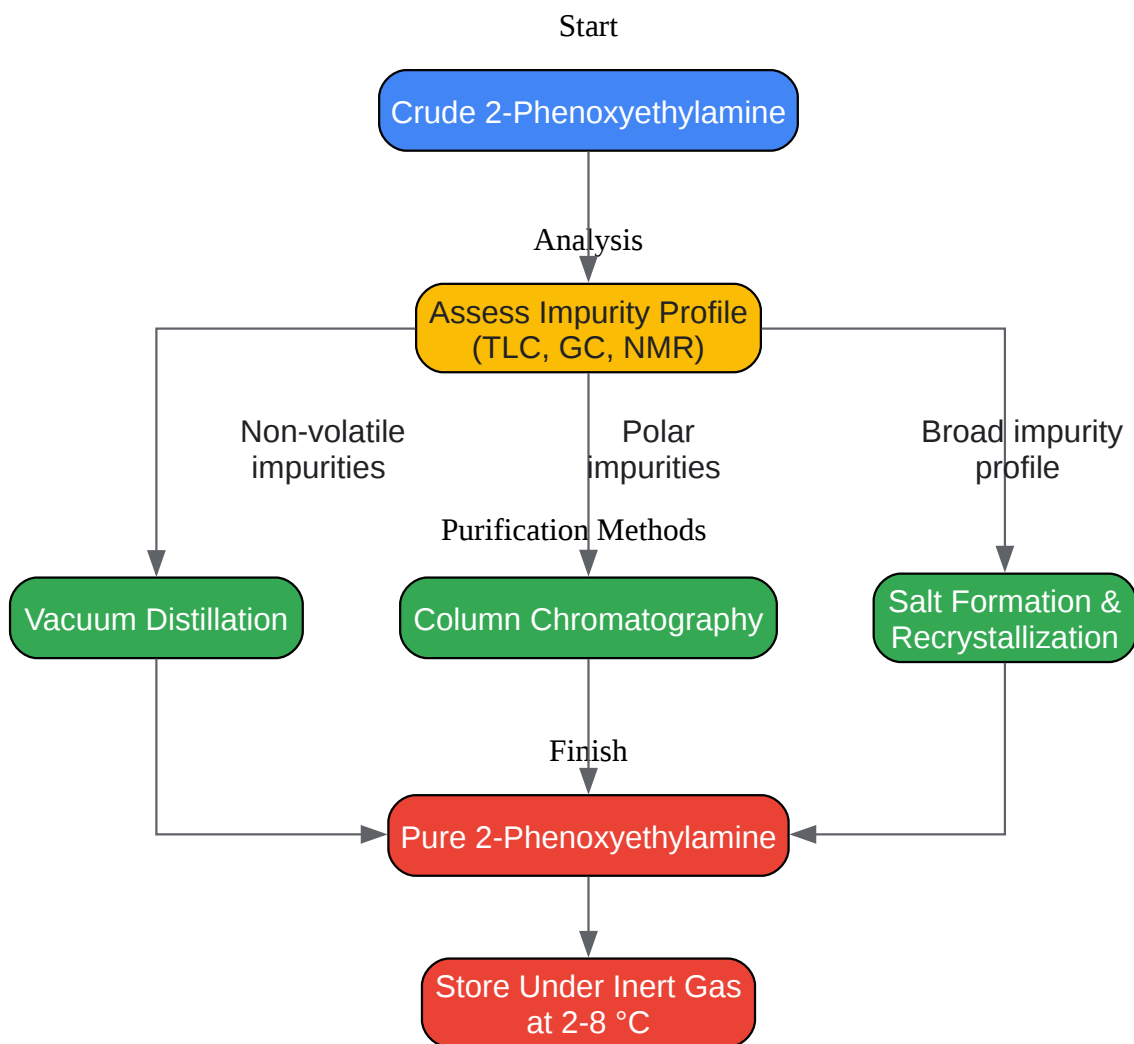 Start
Crude 2-Phenoxyethylamine
Analysis
Assess Impurity Profile
(TLC, GC, NMR)
Non-volatile
impurities
Polar
impurities
Broad impurity
profile
Purification Methods
Vacuum Distillation
Column Chromatography
Salt Formation &
Recrystallization
Finish
Pure 2-Phenoxyethylamine
Store Under Inert Gas
at 2-8 °C